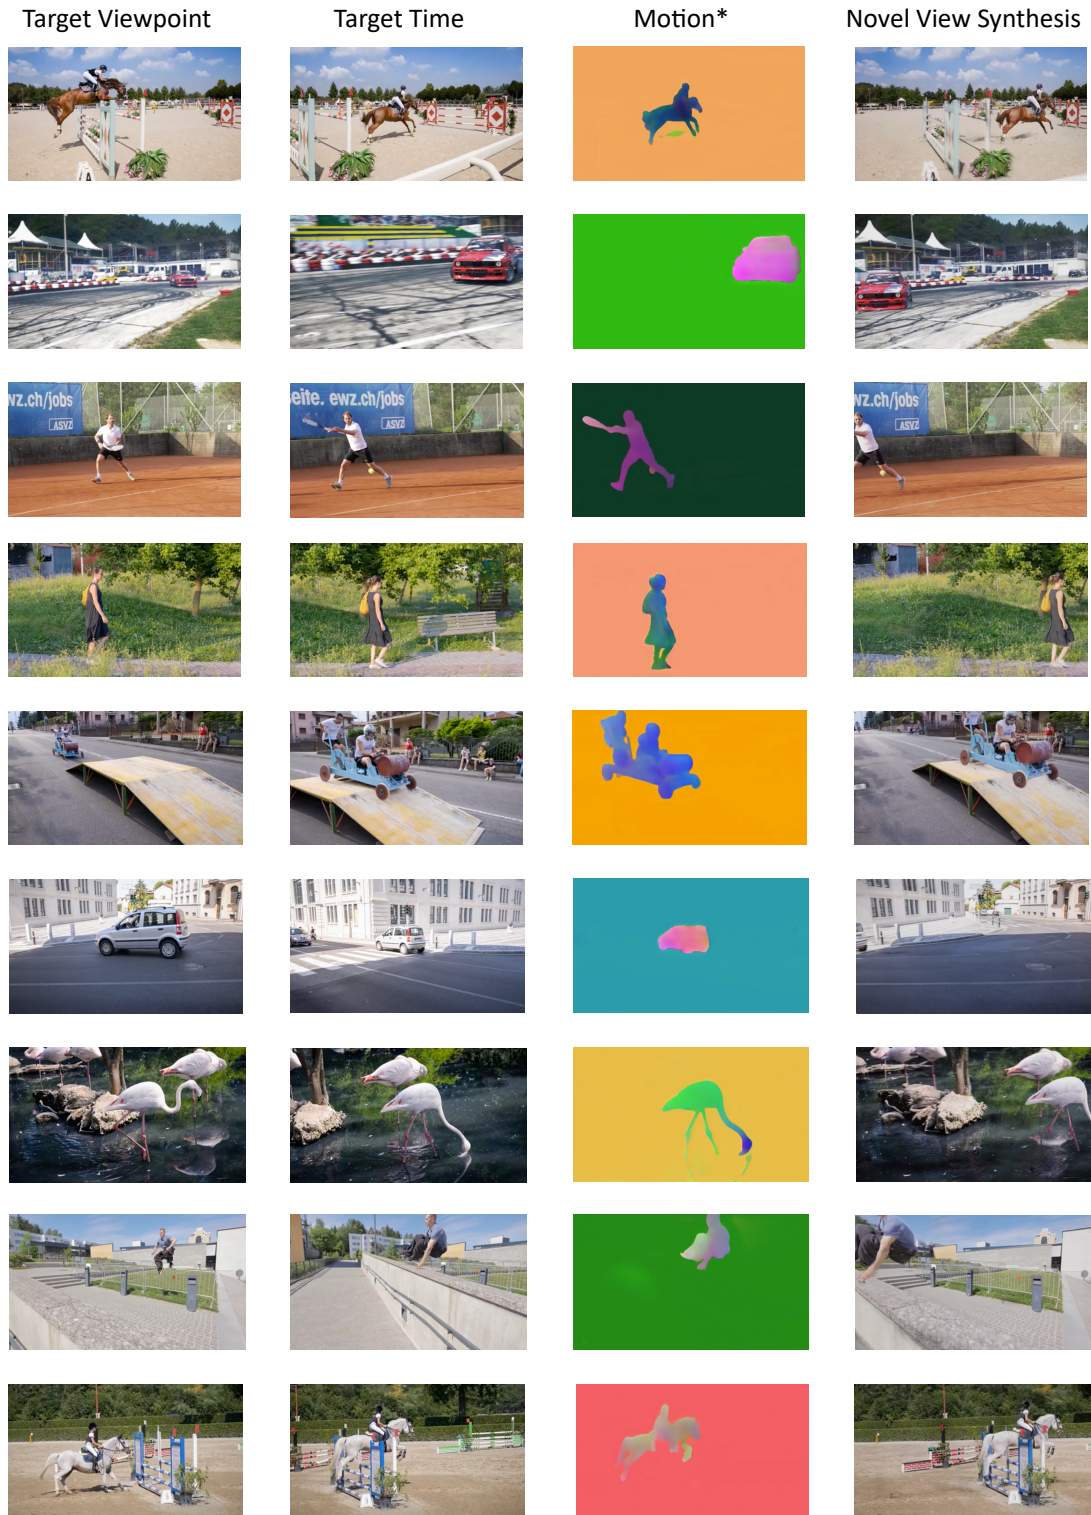 Target Viewpoint
Target Time
Motion*
Novel View Synthesis
A
wz.ch/jobs
ASVZ
eite. ewz.ch/jobs
ASVZ
wz.ch/jobs
ASVZ